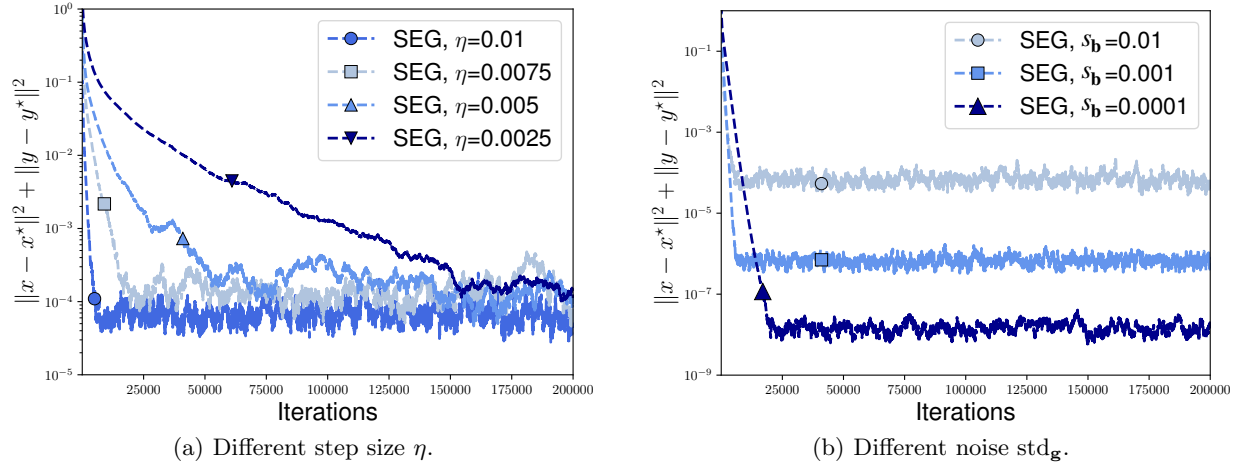 10⁰
10⁻¹
10⁻²
10⁻³
10⁻⁴
10⁻⁵
‖x − x⋆‖² + ‖y − y⋆‖²
SEG, η=0.01
SEG, η=0.0075
SEG, η=0.005
SEG, η=0.0025
25000 50000 75000 100000 125000 150000 175000 200000
Iterations
(a) Different step size η.
10⁻¹
10⁻³
10⁻⁵
10⁻⁷
10⁻⁹
‖x − x⋆‖² + ‖y − y⋆‖²
SEG, s_b=0.01
SEG, s_b=0.001
SEG, s_b=0.0001
25000 50000 75000 100000 125000 150000 175000 200000
Iterations
(b) Different noise std_g.